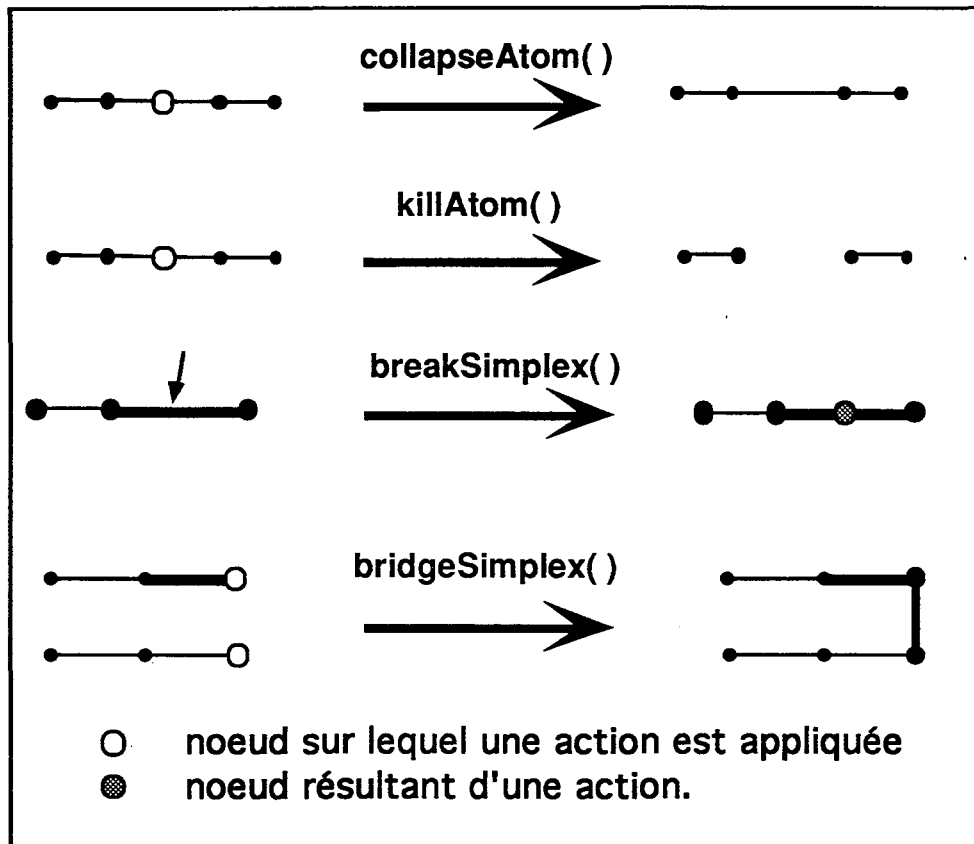 collapseAtom( )
killAtom( )
breakSimplex( )
bridgeSimplex( )
noeud sur lequel une action est appliquée
noeud résultant d'une action.